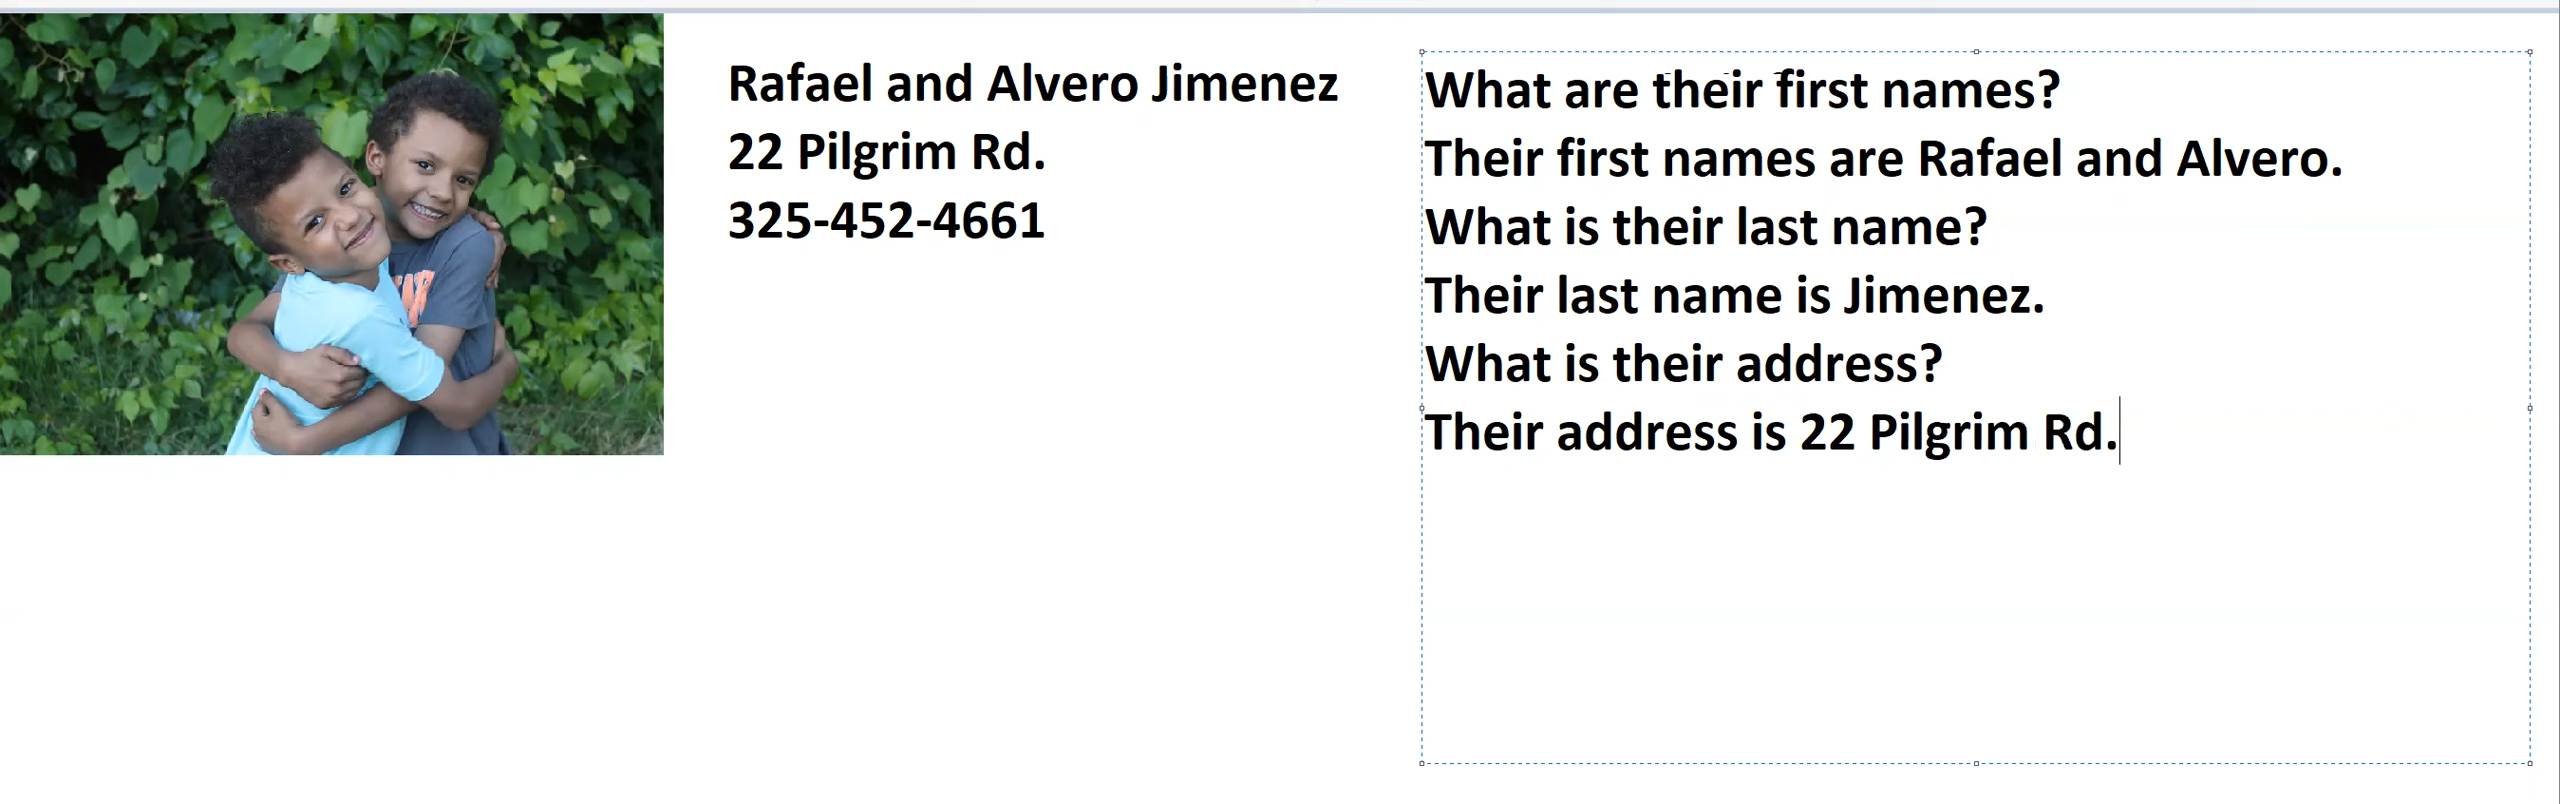 Rafael and Alvero Jimenez
22 Pilgrim Rd.
325-452-4661
What are their first names?
Their first names are Rafael and Alvero.
What is their last name?
Their last name is Jimenez.
What is their address?
Their address is 22 Pilgrim Rd.